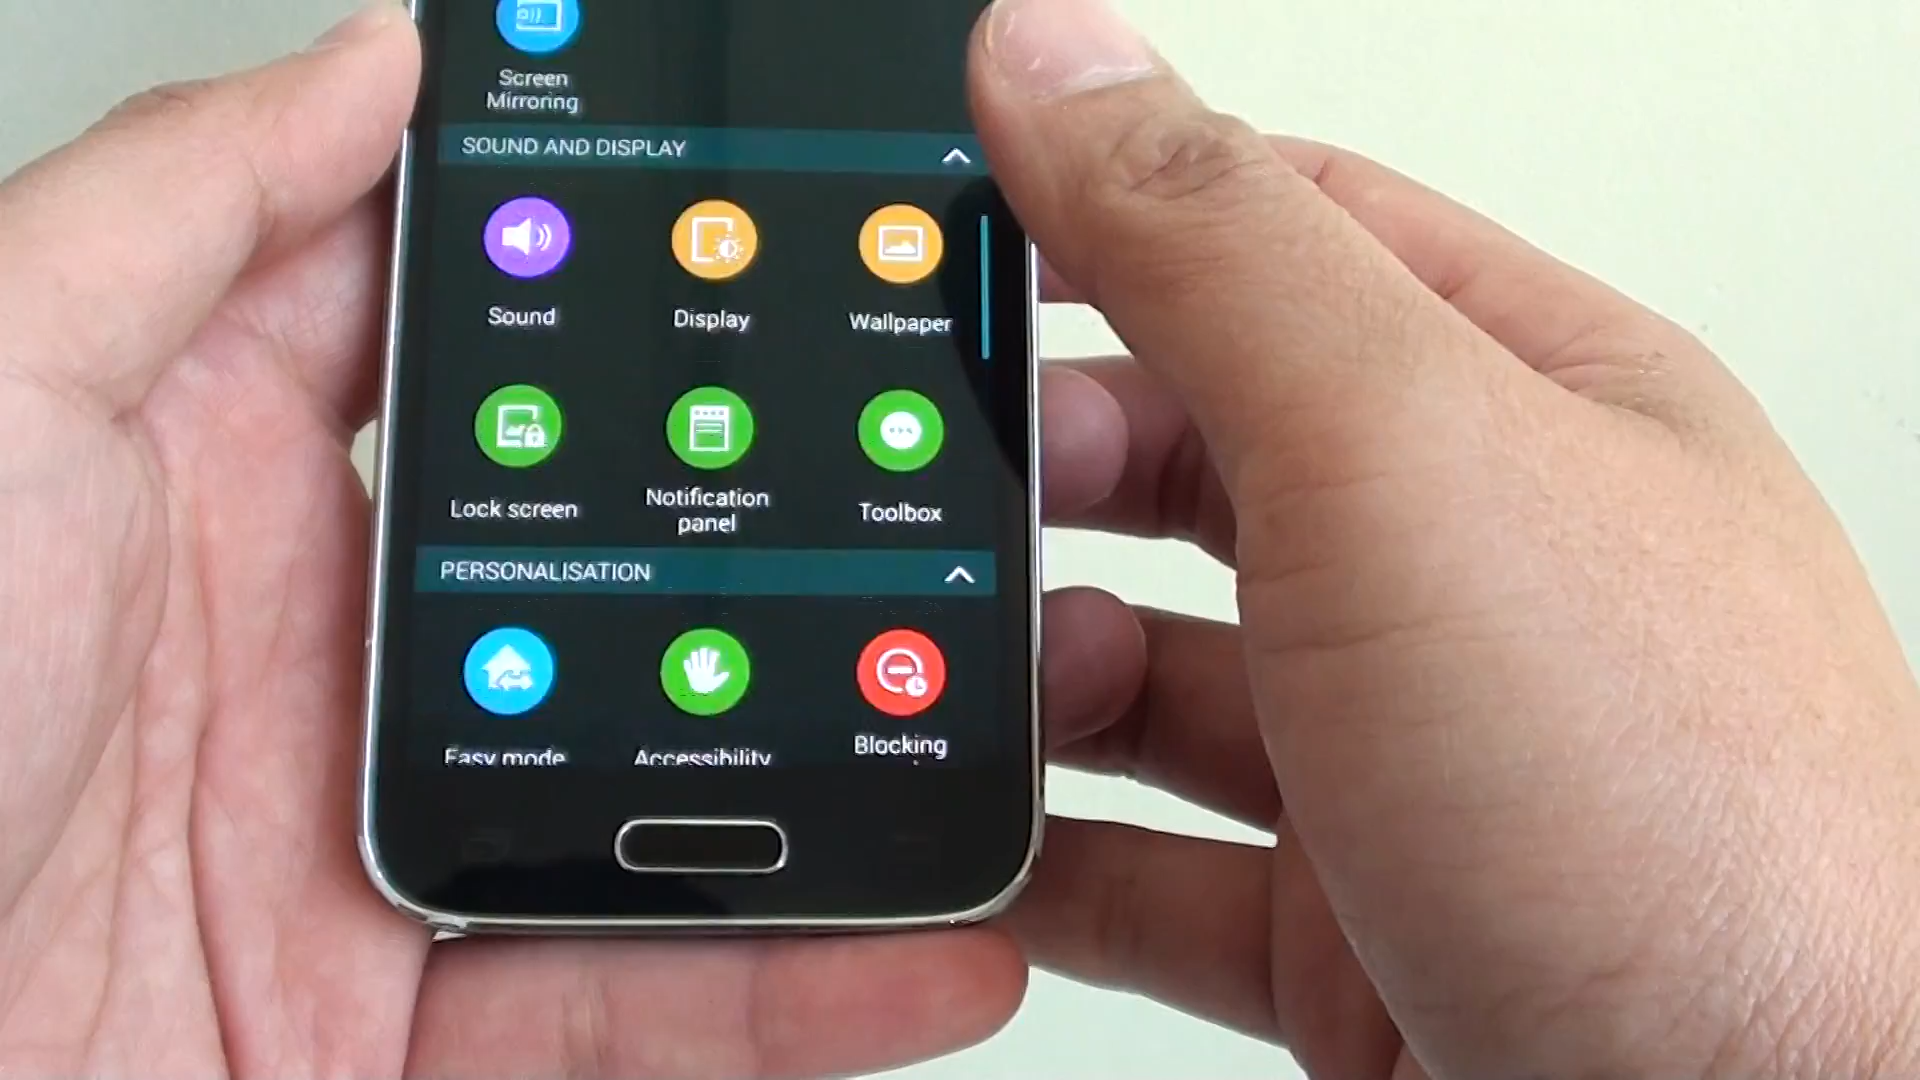 Screen
Mirroring
SOUND AND DISPLAY
Sound
Display
Wallpaper
Lock screen
Notification
panel
Toolbox
PERSONALISATION
Easy mode
Accessibility
Blocking